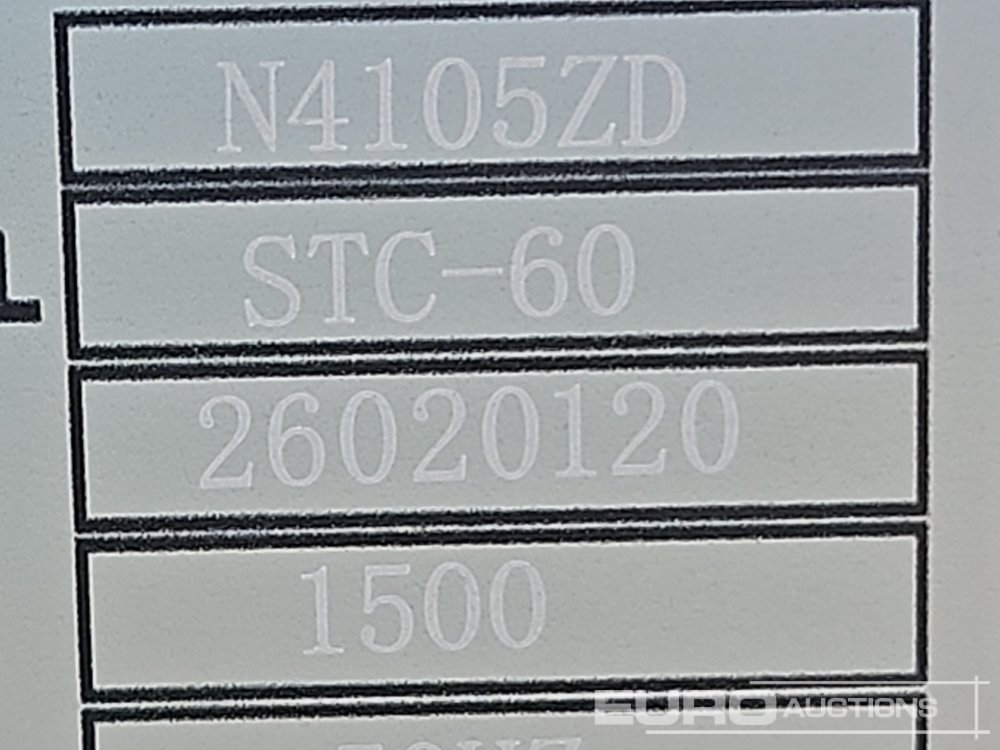 N4105ZD
STC-60
26020120
1500
EURO AUCTIONS